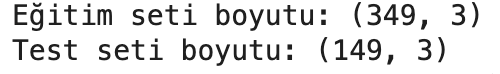 Eğitim seti boyutu: (349, 3)
Test seti boyutu: (149, 3)